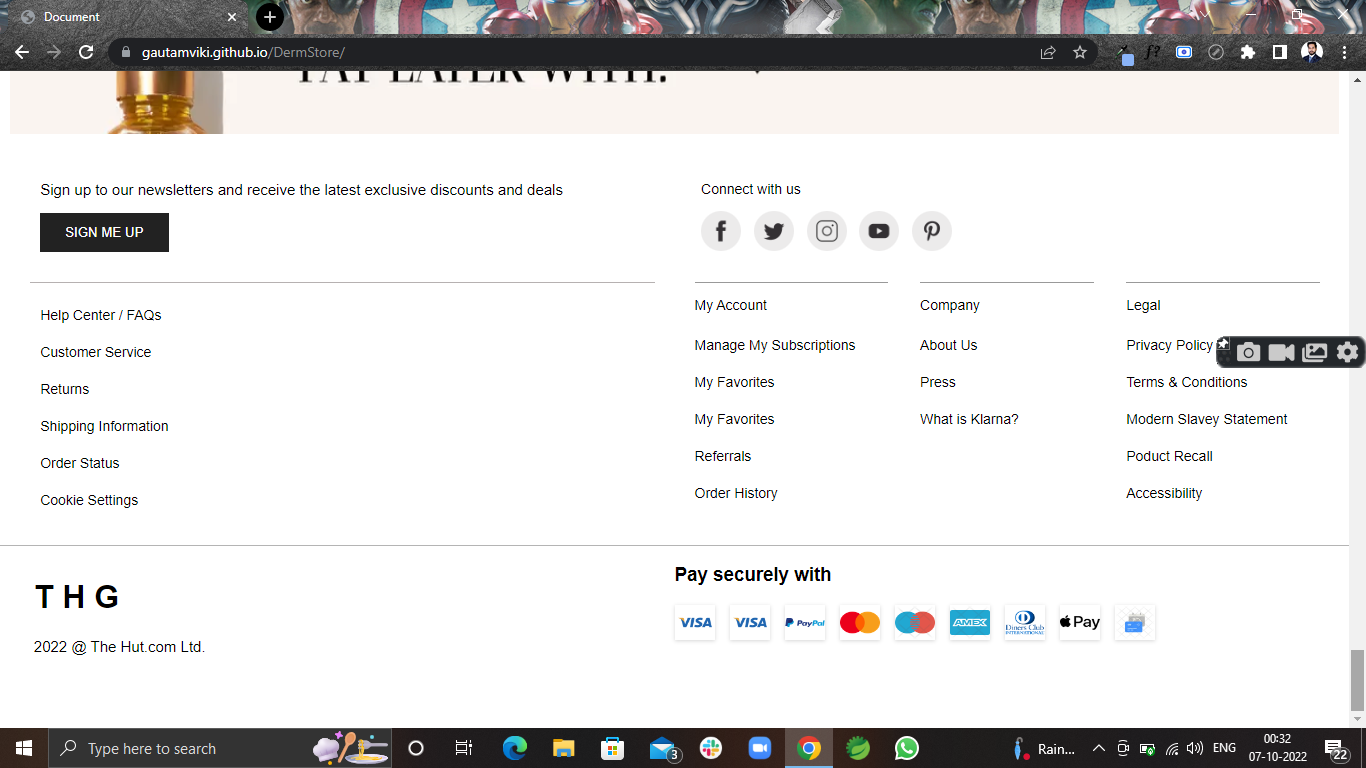 Document
gautamviki.github.io/DermStore/
f?
PAY LATER WITH:
Sign up to our newsletters and receive the latest exclusive discounts and deals
SIGN ME UP
Connect with us
Help Center / FAQs
Customer Service
Returns
Shipping Information
Order Status
Cookie Settings
My Account
Manage My Subscriptions
My Favorites
My Favorites
Referrals
Order History
Company
About Us
Press
What is Klarna?
Legal
Privacy Policy
Terms & Conditions
Modern Slavey Statement
Poduct Recall
Accessibility
T H G
2022 @ The Hut.com Ltd.
Pay securely with
VISA VISA PayPal AMEX Diners Club INTERNATIONAL Pay
Type here to search
3
Rain...
ENG
00:32
07-10-2022
22